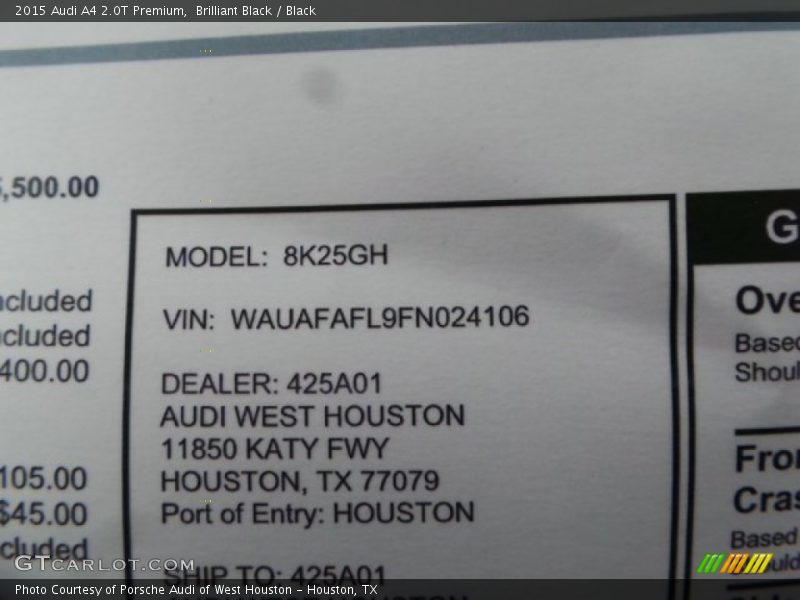 2015 Audi A4 2.0T Premium, Brilliant Black / Black
,500.00
MODEL: 8K25GH
VIN: WAUAFAFL9FN024106
DEALER: 425A01
AUDI WEST HOUSTON
11850 KATY FWY
HOUSTON, TX 77079
Port of Entry: HOUSTON
SHIP TO: 425A01
cluded
cluded
400.00
105.00
$45.00
cluded
G
Ove
Based
Shoul
Fro
Cras
Based
GTCARLOT.COM
Photo Courtesy of Porsche Audi of West Houston - Houston, TX